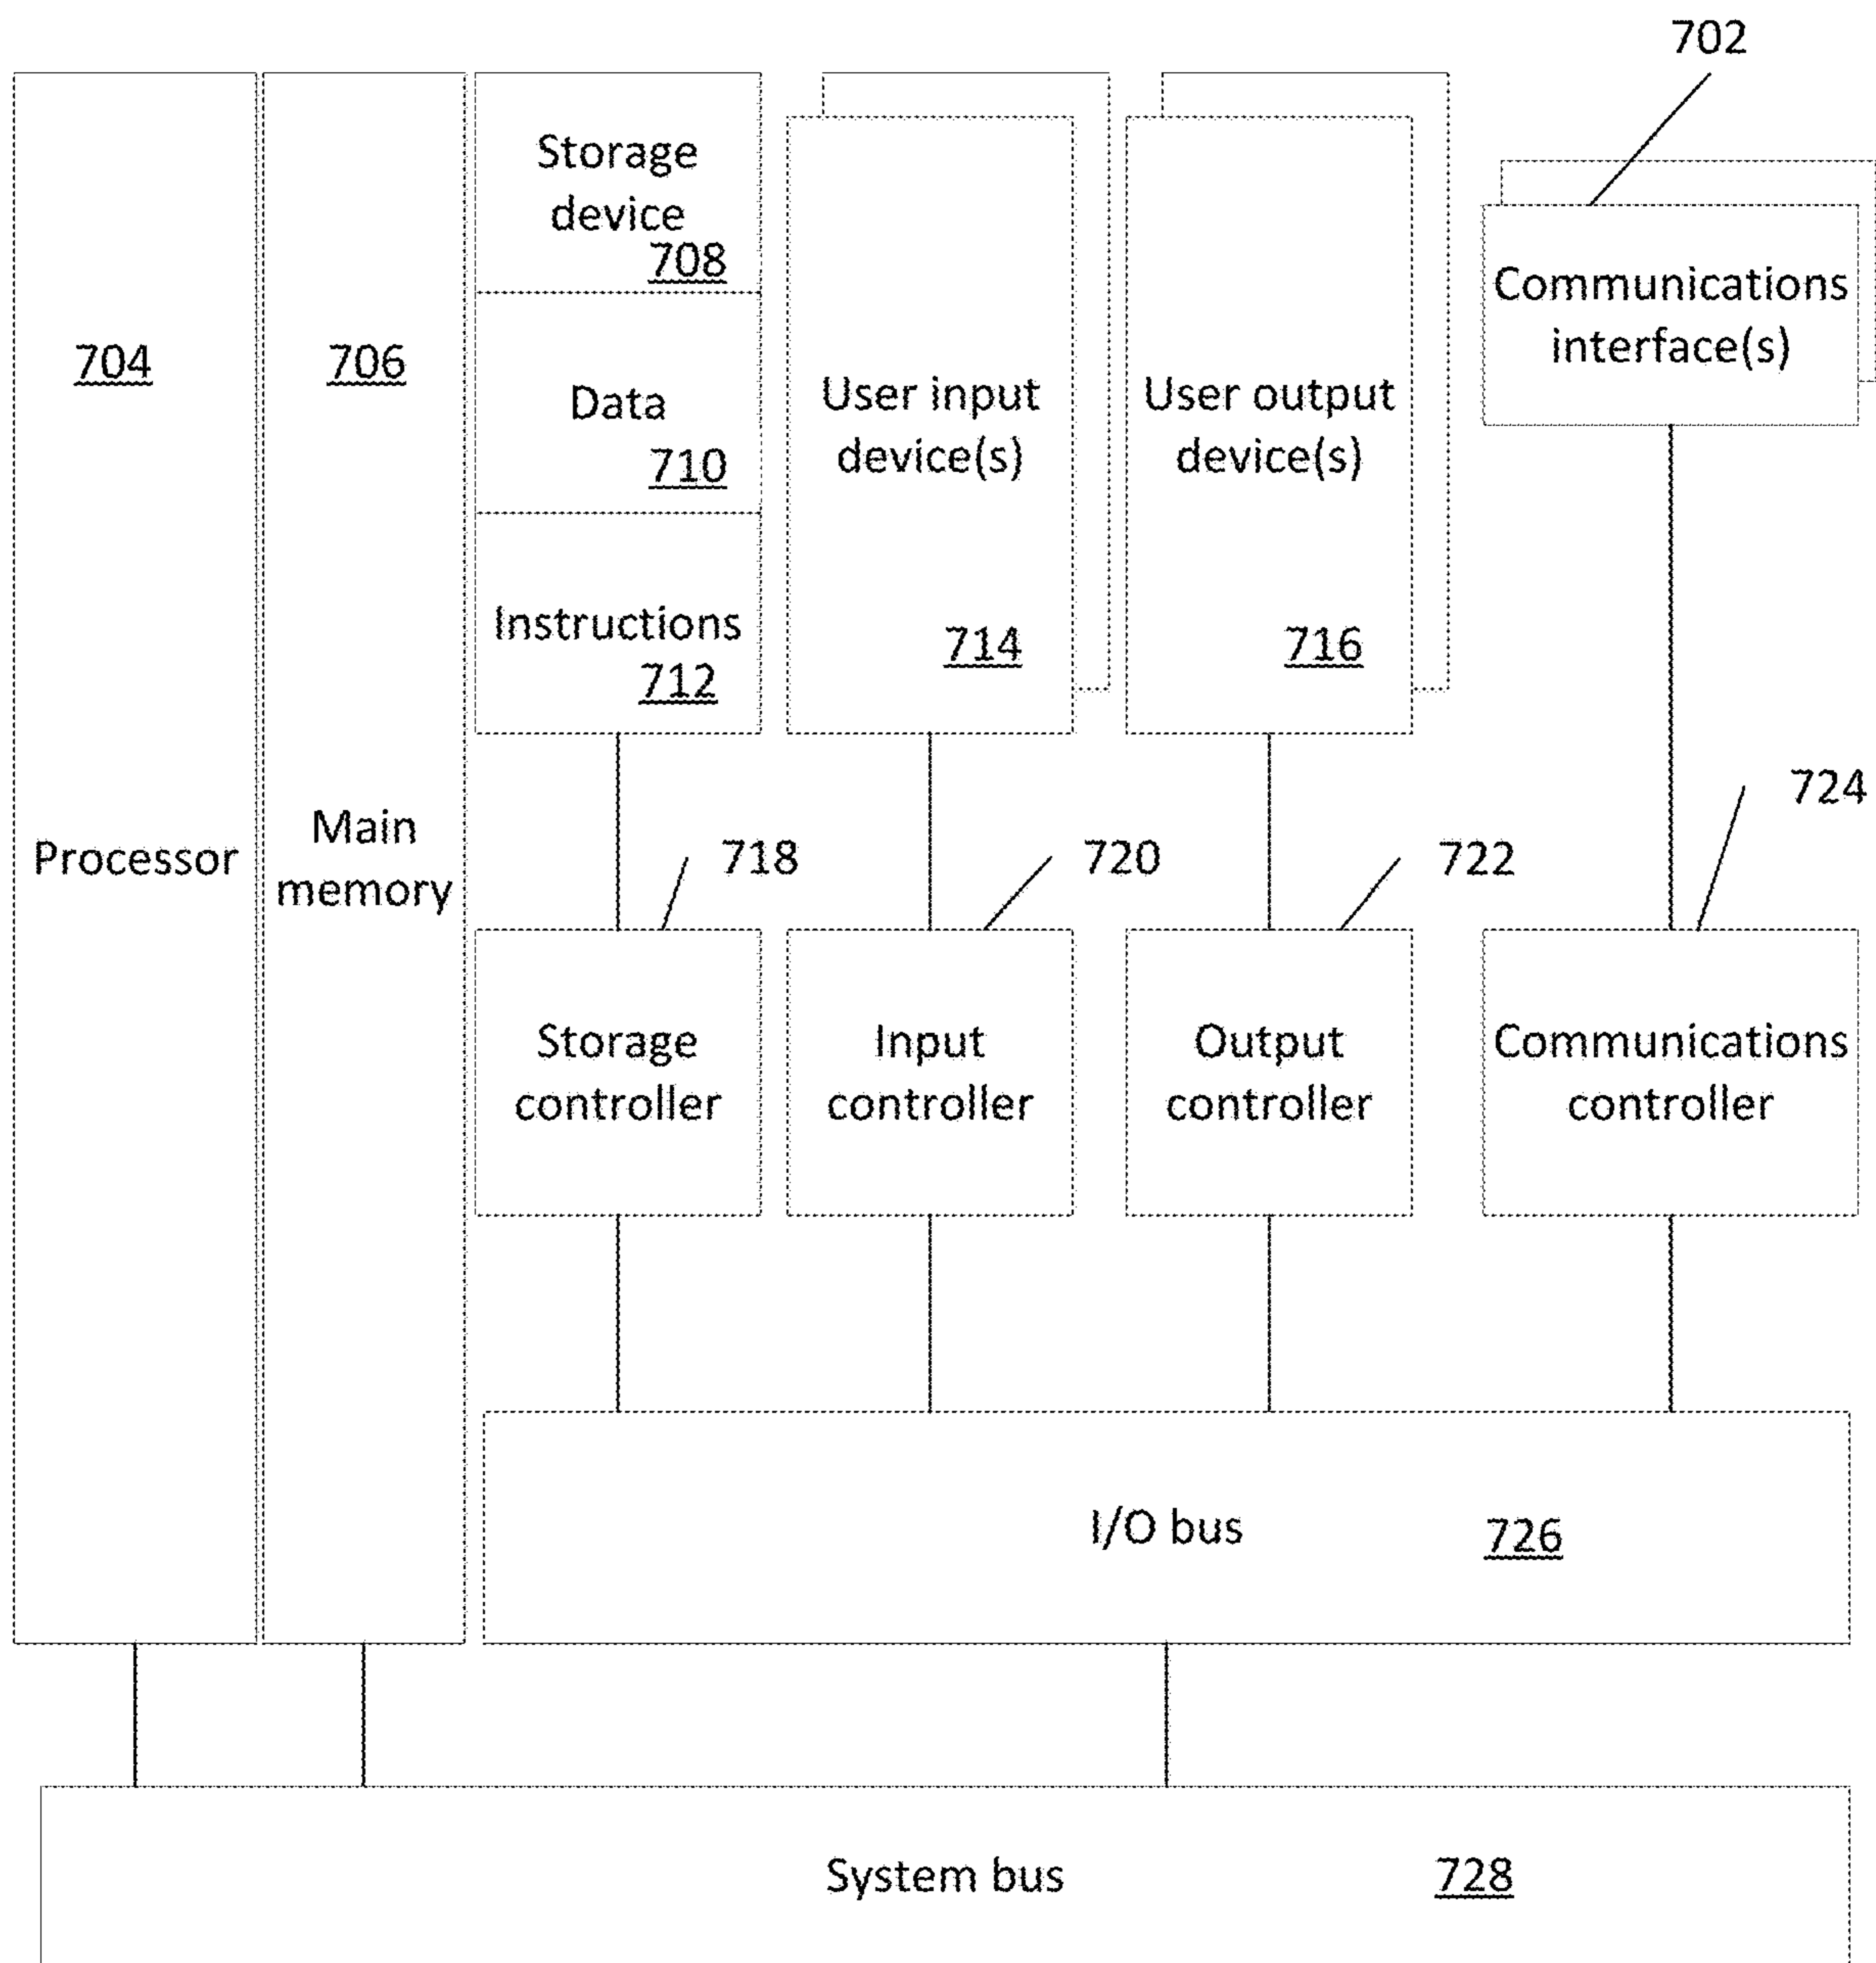 702
Storage
device
708
Communications
interface(s)
704
706
Data
710
User input
device(s)
User output
device(s)
Instructions
712
714
716
724
Processor
Main
memory
718
720
722
Storage
controller
Input
controller
Output
controller
Communications
controller
I/O bus
726
System bus
728